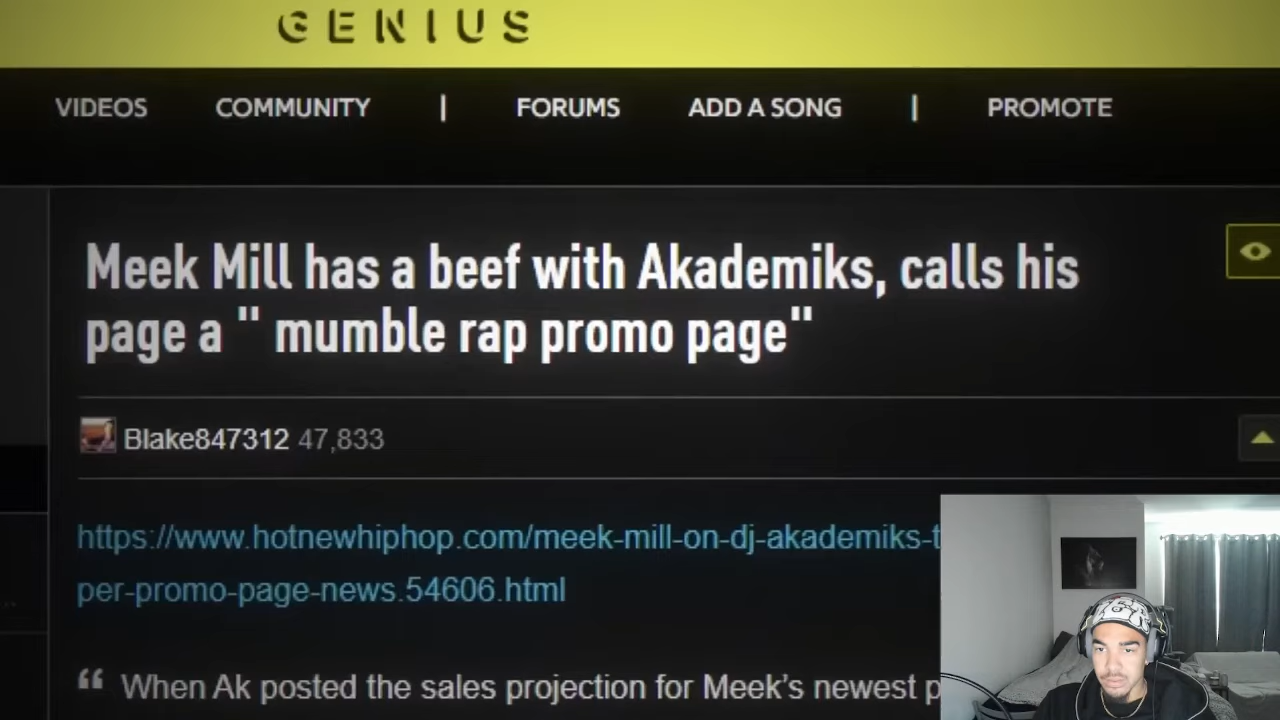 GENIUS
VIDEOS COMMUNITY | FORUMS ADD A SONG | PROMOTE
Meek Mill has a beef with Akademiks, calls his
page a " mumble rap promo page"
Blake847312 47,833
https://www.hotnewhiphop.com/meek-mill-on-dj-akademiks-t
per-promo-page-news.54606.html
“ When Ak posted the sales projection for Meek's newest p